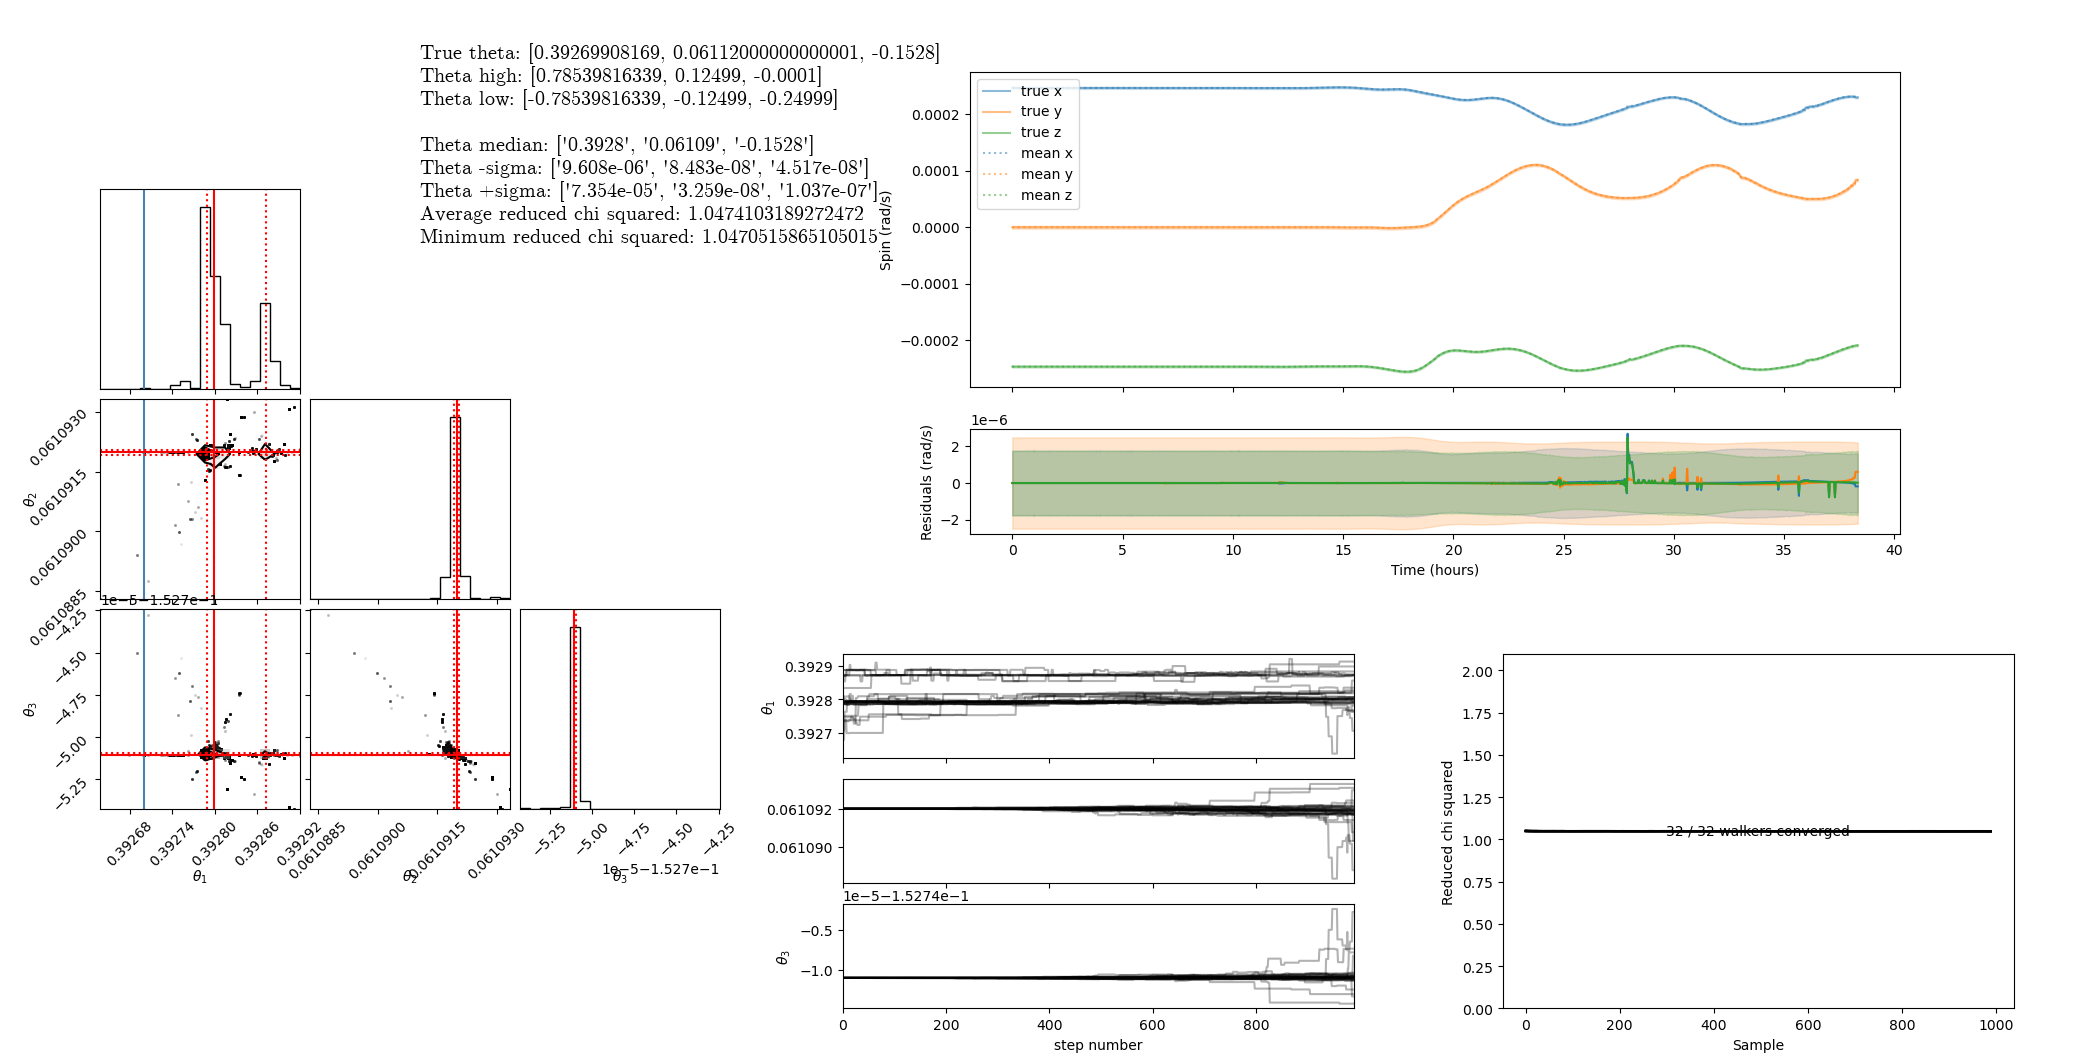 True theta: [0.39269908169, 0.06112000000000001, -0.1528]
Theta high: [0.78539816339, 0.12499, -0.0001]
Theta low: [-0.78539816339, -0.12499, -0.24999]
Theta median: ['0.3928', '0.06109', '-0.1528']
Theta -sigma: ['9.608e-06', '8.483e-08', '4.517e-08']
Theta +sigma: ['7.354e-05', '3.259e-08', '1.037e-07']
Average reduced chi squared: 1.0474103189272472
Minimum reduced chi squared: 1.0470515865105015
true x
true y
true z
mean x
mean y
mean z
Spin (rad/s)
0.0002
0.0001
0.0000
−0.0001
−0.0002
1e−6
Residuals (rad/s)
2
0
−2
0 5 10 15 20 25 30 35 40
Time (hours)
θ2
0.0610930
0.0610915
0.0610900
0.0610885
1e−5−1.527e−1
θ3
−4.25
−4.50
−4.75
−5.00
−5.25
0.39268 0.39274 0.39280 0.39286 0.39292
θ1
0.0610885 0.0610900 0.0610915 0.0610930
θ2
−5.25 −5.00 −4.75 −4.50 −4.25
1e−5−1.527e−1
θ3
θ1
0.3929
0.3928
0.3927
0.061092
0.061090
1e−5−1.5274e−1
θ3
−0.5
−1.0
0 200 400 600 800
step number
Reduced chi squared
2.00
1.75
1.50
1.25
1.00
0.75
0.50
0.25
0.00
32 / 32 walkers converged
0 200 400 600 800 1000
Sample